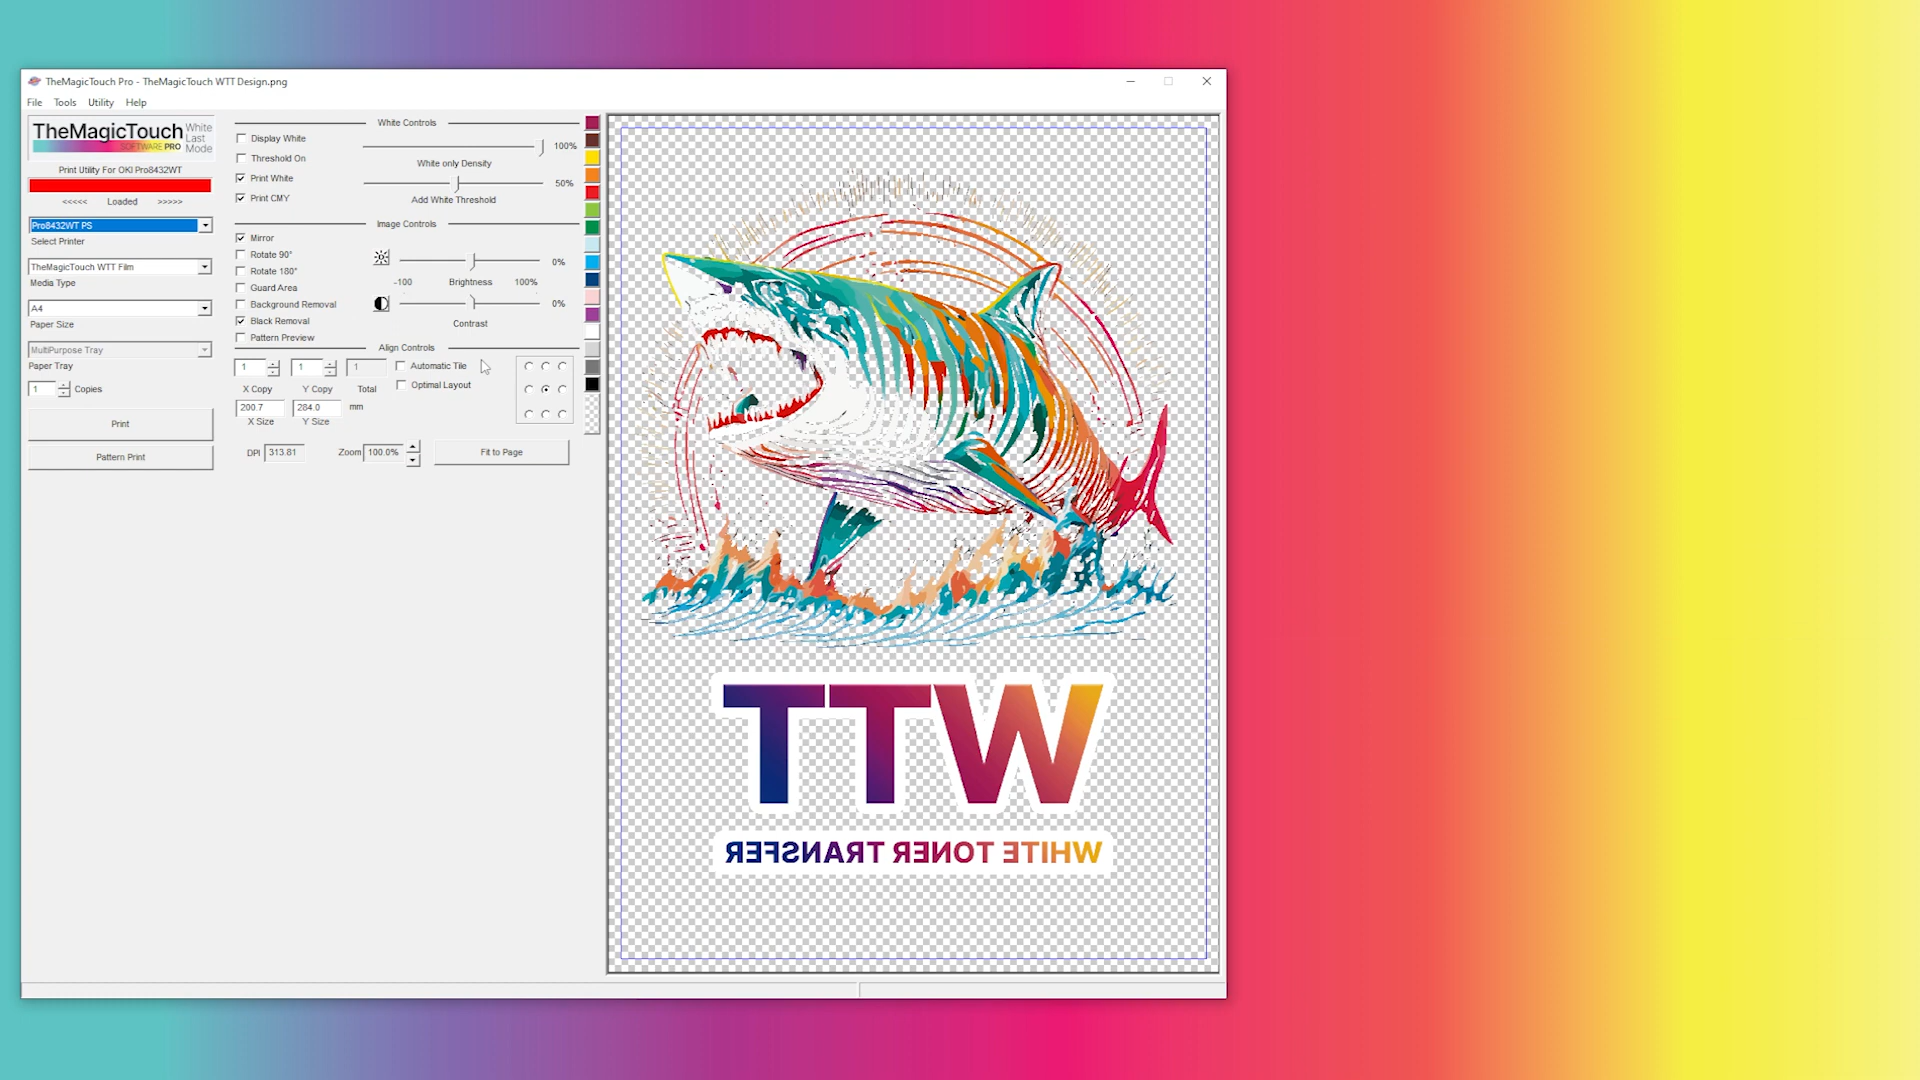 TheMagicTouch Pro - TheMagicTouch WTT Design.png
File Tools Utility Help
TheMagicTouch White Last Mode
SOFTWARE PRO
Print Utility For OKI Pro8432WT
<<<<< Loaded >>>>>
Pro8432WT PS
Select Printer
TheMagicTouch WTT Film
Media Type
A4
Paper Size
MultiPurpose Tray
Paper Tray
1 Copies
Print
Pattern Print
White Controls
Display White
100%
Threshold On
White only Density
Print White
50%
Print CMY
Add White Threshold
Image Controls
Mirror
Rotate 90°
0%
Rotate 180°
-100 Brightness 100%
Guard Area
Background Removal
0%
Black Removal
Contrast
Pattern Preview
Align Controls
1 1 1 Automatic Tile
X Copy Y Copy Total Optimal Layout
200.7 284.0 mm
X Size Y Size
DPI 313.81 Zoom 100.0% Fit to Page
WTT
WHITE TONER TRANSFER